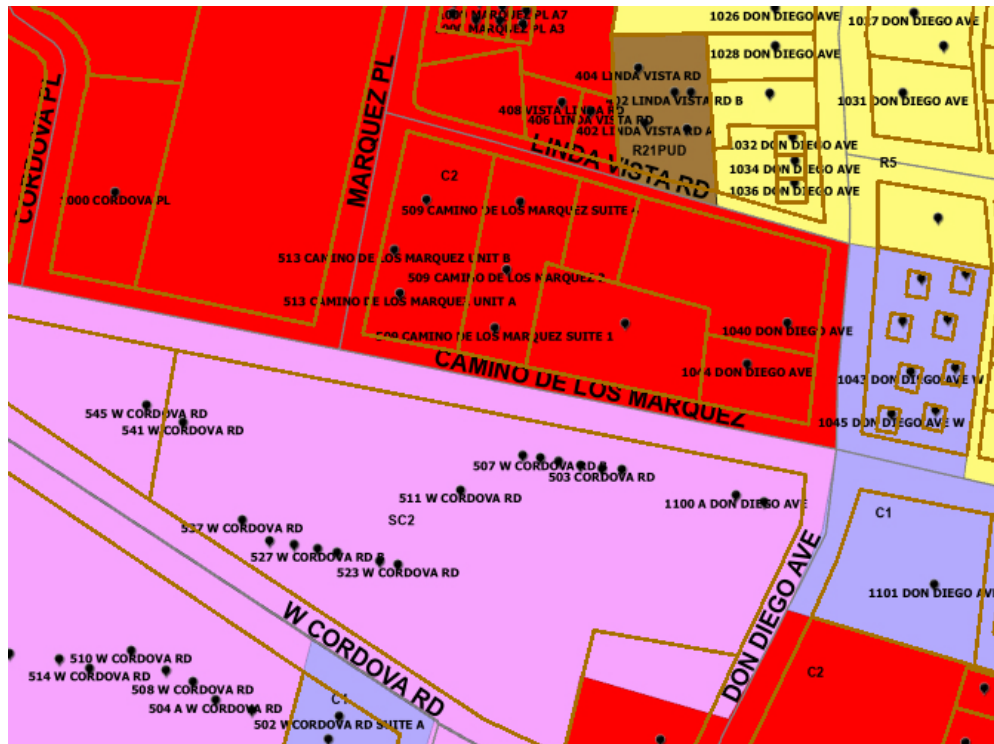 MARQUEZ PL A7
MARQUEZ PL A3
1026 DON DIEGO AVE
1027 DON DIEGO AVE
1028 DON DIEGO AVE
404 LINDA VISTA RD
402 LINDA VISTA RD B
1031 DON DIEGO AVE
408 VISTA LINDA RD
406 LINDA VISTA RD
402 LINDA VISTA RD A
1032 DON DIEGO AVE
R21PUD
LINDA VISTA RD
1034 DON DIEGO AVE
R5
1036 DON DIEGO AVE
CORDOVA PL
MARQUEZ PL
C2
1000 CORDOVA PL
509 CAMINO DE LOS MARQUEZ SUITE
513 CAMINO DE LOS MARQUEZ UNIT B
509 CAMINO DE LOS MARQUEZ
513 CAMINO DE LOS MARQUEZ UNIT A
509 CAMINO DE LOS MARQUEZ SUITE 1
1040 DON DIEGO AVE
1044 DON DIEGO AVE
CAMINO DE LOS MARQUEZ
1043 DON DIEGO AVE W
1045 DON DIEGO AVE W
545 W CORDOVA RD
541 W CORDOVA RD
507 W CORDOVA RD
503 CORDOVA RD
511 W CORDOVA RD
1100 A DON DIEGO AVE
SC2
C1
537 W CORDOVA RD
527 W CORDOVA RD B
523 W CORDOVA RD
1101 DON DIEGO AVE
W CORDOVA RD
DON DIEGO AVE
510 W CORDOVA RD
514 W CORDOVA RD
508 W CORDOVA RD
504 A W CORDOVA RD
C1
502 W CORDOVA RD SUITE A
C2